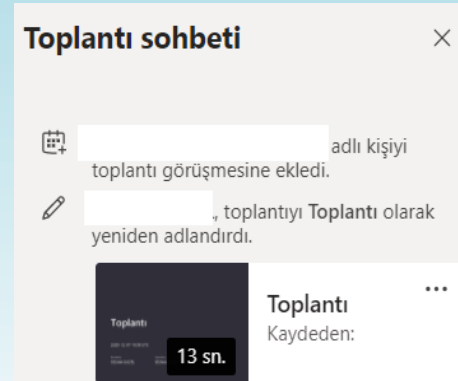 Toplantı sohbeti
adlı kişiyi
toplantı görüşmesine ekledi.
., toplantıyı Toplantı olarak
yeniden adlandırdı.
Toplantı
13 sn.
Toplantı
Kaydeden: